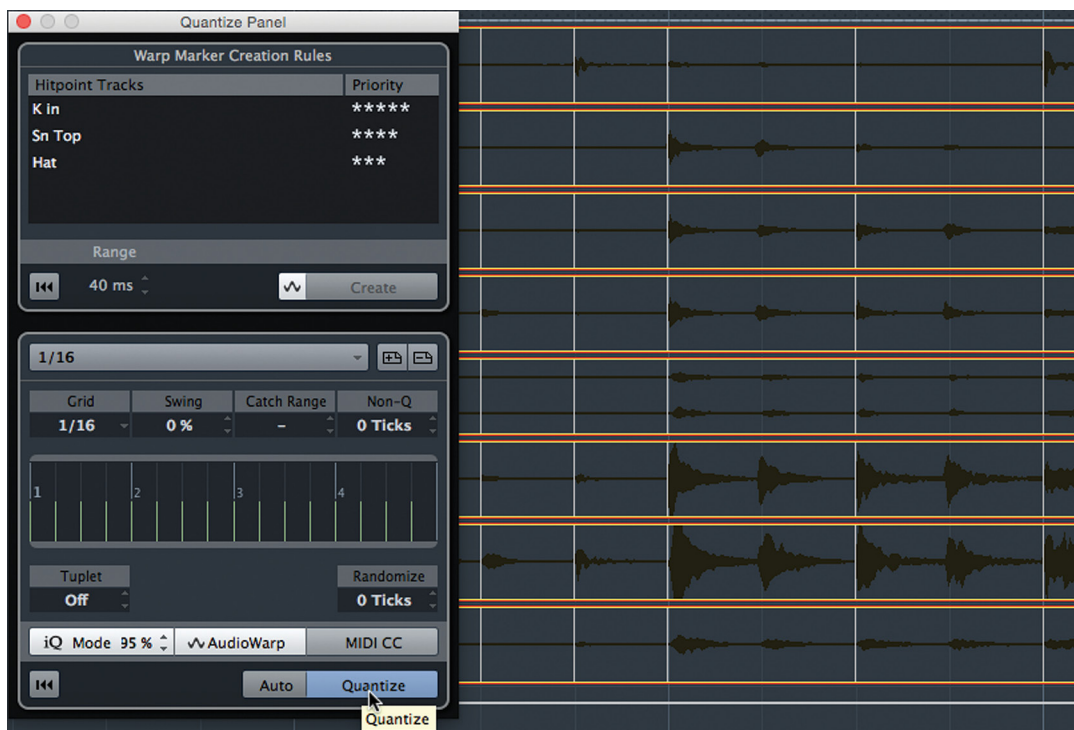 Quantize Panel
Warp Marker Creation Rules
Hitpoint Tracks Priority
K in *****
Sn Top ****
Hat ***
Range
40 ms Create
1/16
Grid Swing Catch Range Non-Q
1/16 0 % – 0 Ticks
1 2 3 4
Tuplet Randomize
Off 0 Ticks
iQ Mode 95 % AudioWarp MIDI CC
Auto Quantize
Quantize